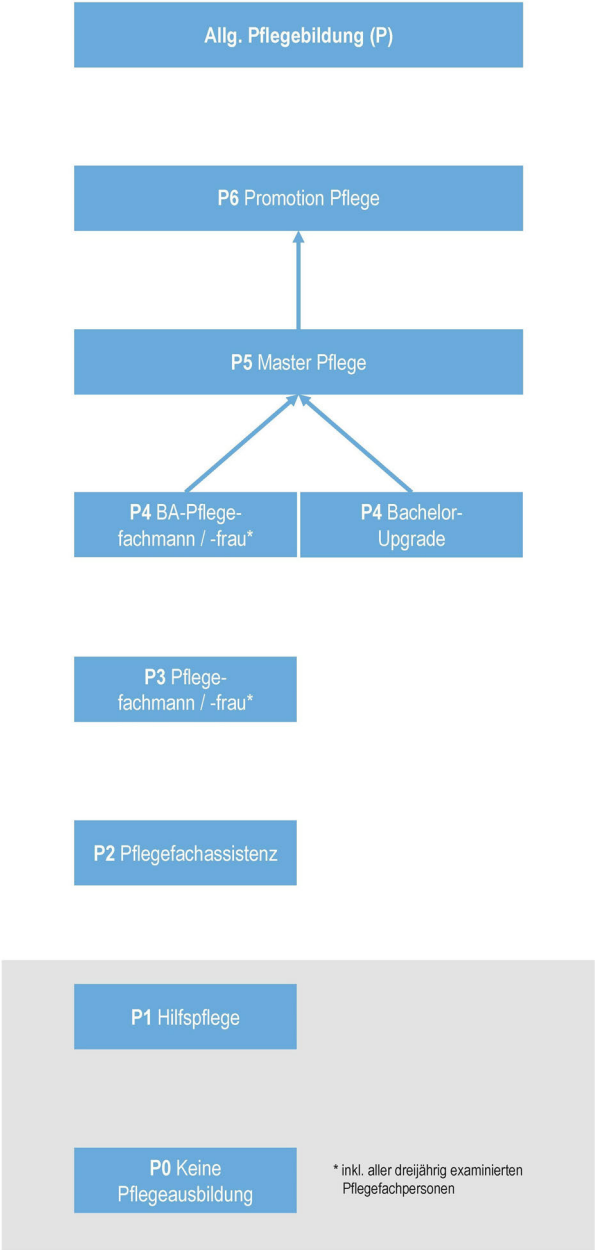 Allg. Pflegebildung (P)
P6 Promotion Pflege
P5 Master Pflege
P4 BA-Pflege-
fachmann / -frau*
P4 Bachelor-
Upgrade
P3 Pflege-
fachmann / -frau*
P2 Pflegefachassistenz
P1 Hilfspflege
P0 Keine
Pflegeausbildung
* inkl. aller dreijährig examinierten
Pflegefachpersonen